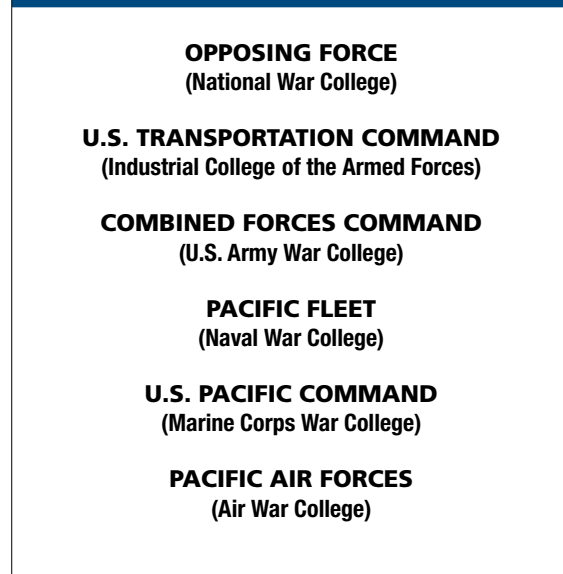 OPPOSING FORCE
(National War College)
U.S. TRANSPORTATION COMMAND
(Industrial College of the Armed Forces)
COMBINED FORCES COMMAND
(U.S. Army War College)
PACIFIC FLEET
(Naval War College)
U.S. PACIFIC COMMAND
(Marine Corps War College)
PACIFIC AIR FORCES
(Air War College)